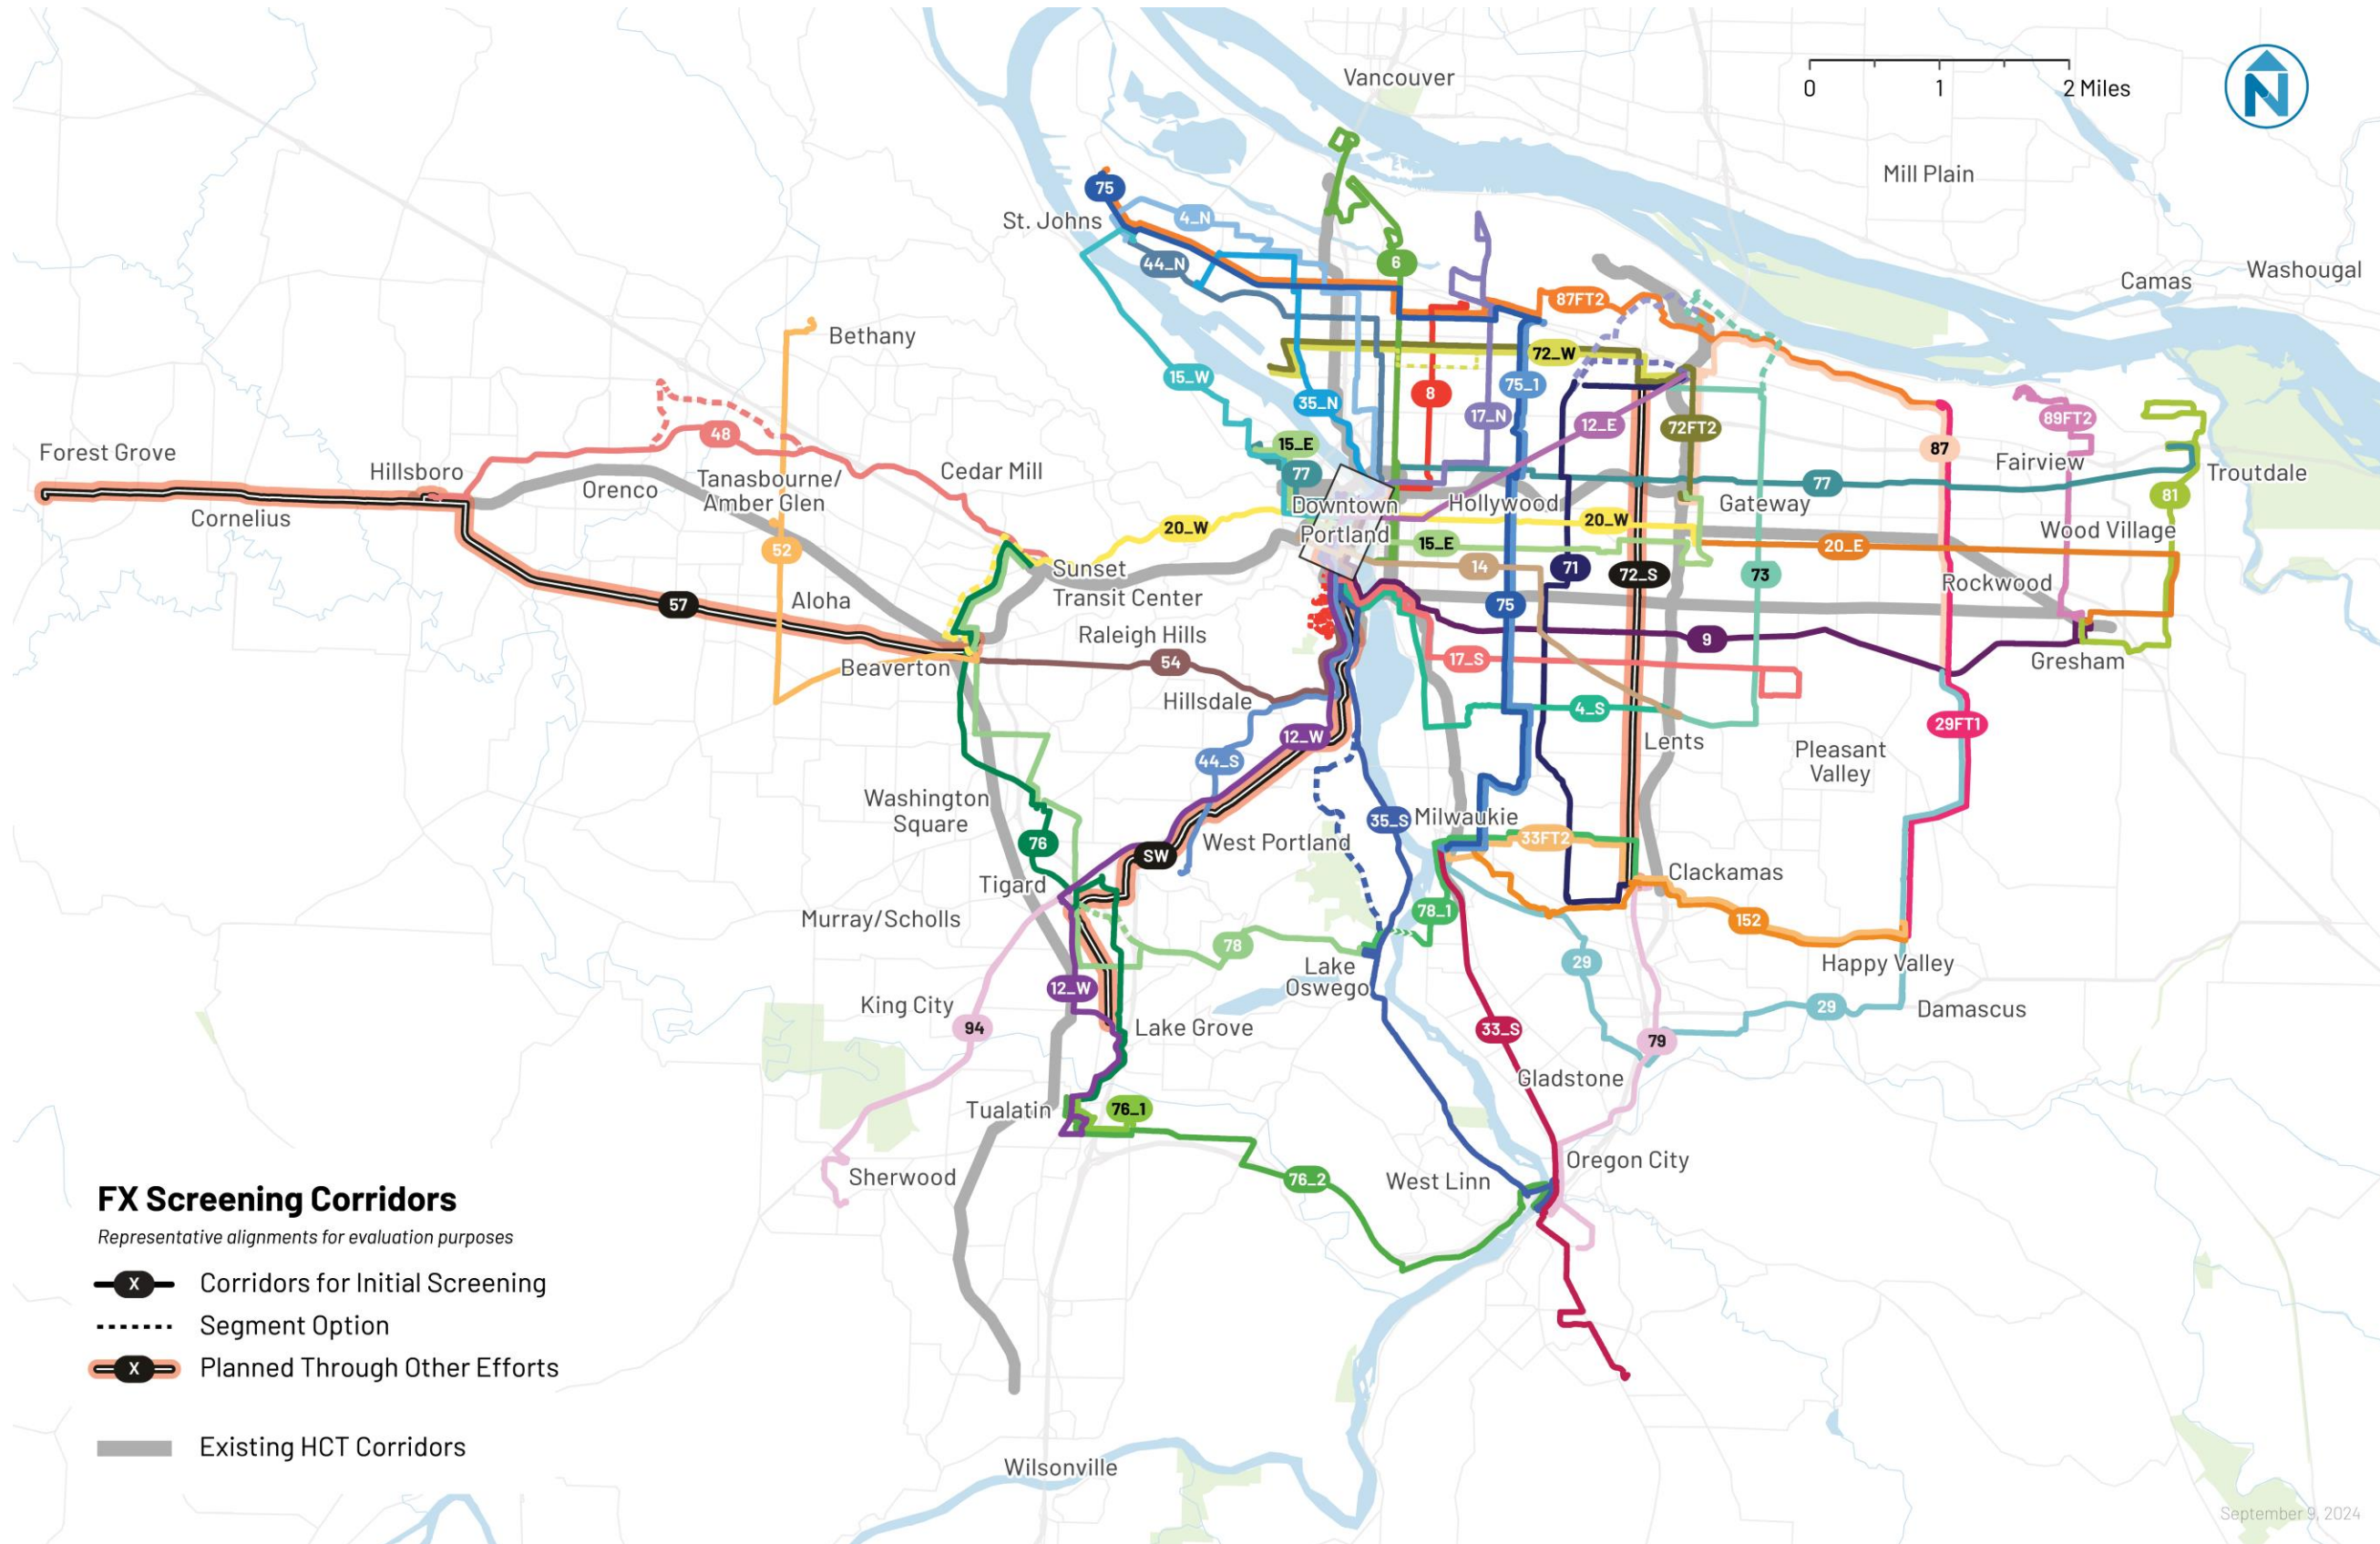 Vancouver
0 1 2 Miles
N
Mill Plain
75
St. Johns
4_N
44_N
6
17_N
87FT2
Camas
Washougal
Bethany
15_W
35_N
8
72_W
75_1
17_N
12_E
72FT2
87
89FT2
Fairview
Troutdale
81
Forest Grove
Hillsboro
48
Cornelius
Orenco
Tanasbourne/
Amber Glen
Cedar Mill
15_E
77
Downtown
Portland
Hollywood
77
Gateway
Wood Village
52
20_W
20_W
15_E
20_E
57
Aloha
Sunset
Transit Center
14
71
72_S
73
Rockwood
Raleigh Hills
75
9
Beaverton
54
17_S
Gresham
Hillsdale
12_W
4_S
29FT1
44_S
Lents
Pleasant
Valley
Washington
Square
35_S
Milwaukie
76
SW
West Portland
33FT2
Tigard
Clackamas
Murray/Scholls
78_1
152
78
29
Happy Valley
Lake
Oswego
12_W
King City
94
Lake Grove
33_S
29
Damascus
79
Gladstone
Tualatin
76_1
Oregon City
Sherwood
76_2
West Linn
FX Screening Corridors
Representative alignments for evaluation purposes
X Corridors for Initial Screening
Segment Option
X Planned Through Other Efforts
Existing HCT Corridors
Wilsonville
September 9, 2024